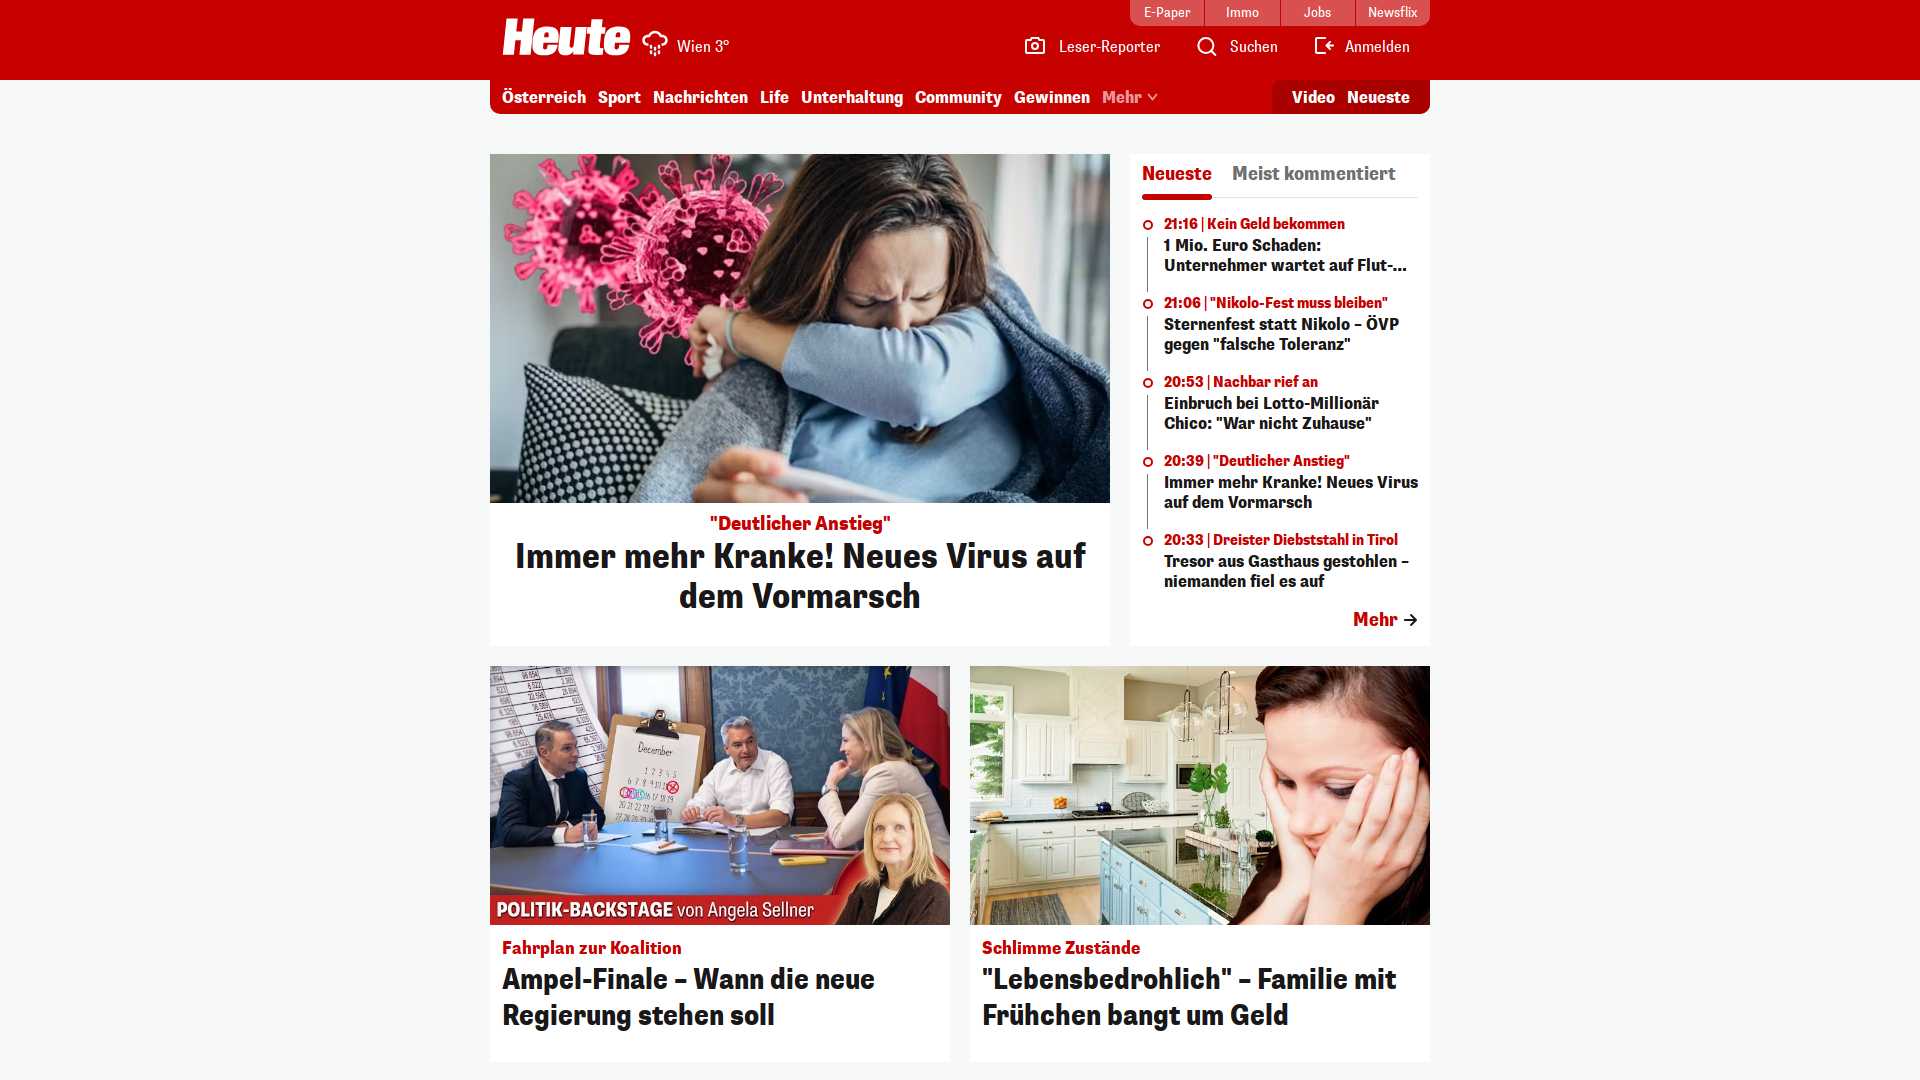 E-Paper
Immo
Jobs
Newsflix
Heute
Wien 3°
Leser-Reporter
Suchen
Anmelden
Österreich
Sport
Nachrichten
Life
Unterhaltung
Community
Gewinnen
Mehr
Video
Neueste
"Deutlicher Anstieg"
Immer mehr Kranke! Neues Virus auf
dem Vormarsch
Neueste
Meist kommentiert
21:16 | Kein Geld bekommen
1 Mio. Euro Schaden:
Unternehmer wartet auf Flut-...
21:06 | "Nikolo-Fest muss bleiben"
Sternenfest statt Nikolo – ÖVP
gegen "falsche Toleranz"
20:53 | Nachbar rief an
Einbruch bei Lotto-Millionär
Chico: "War nicht Zuhause"
20:39 | "Deutlicher Anstieg"
Immer mehr Kranke! Neues Virus
auf dem Vormarsch
20:33 | Dreister Diebststahl in Tirol
Tresor aus Gasthaus gestohlen –
niemanden fiel es auf
Mehr
December
POLITIK-BACKSTAGE von Angela Sellner
Fahrplan zur Koalition
Ampel-Finale – Wann die neue
Regierung stehen soll
Schlimme Zustände
"Lebensbedrohlich" – Familie mit
Frühchen bangt um Geld